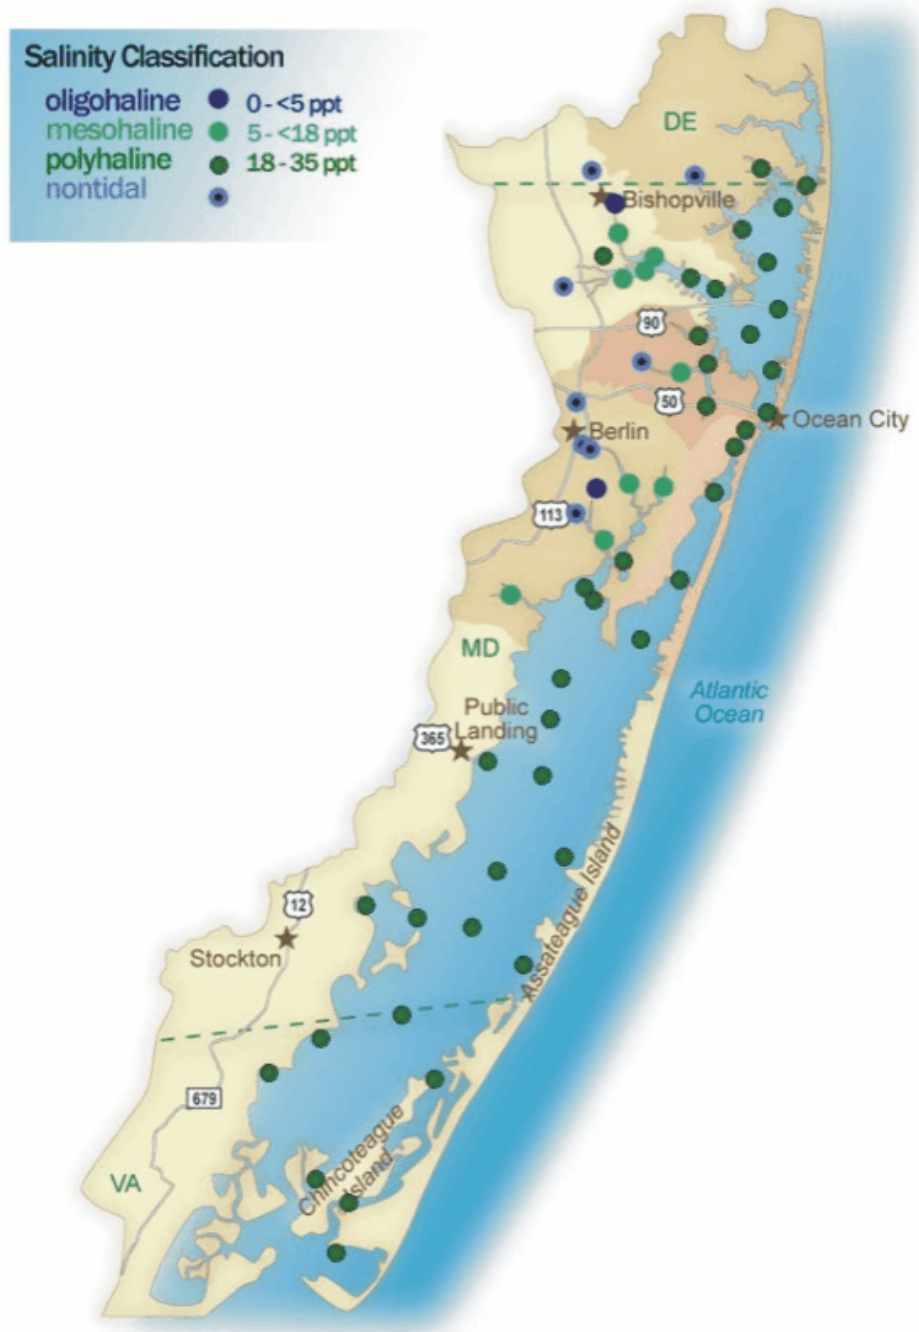 Salinity Classification
oligohaline 0 - <5 ppt
mesohaline 5 - <18 ppt
polyhaline 18 - 35 ppt
nontidal
DE
Bishopville
90
50
Ocean City
Berlin
113
MD
Atlantic
Ocean
Public
Landing
365
Assateague Island
12
Stockton
679
Chincoteague
Island
VA